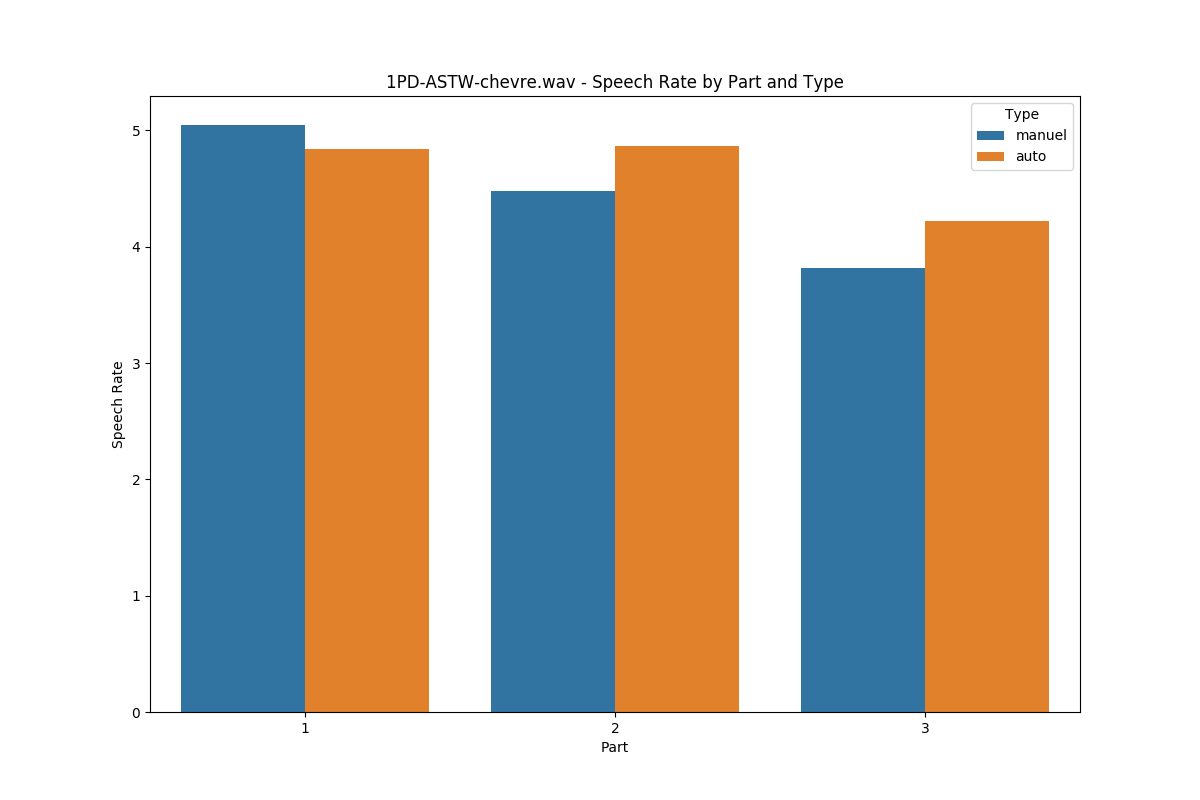 1PD-ASTW-chevre.wav - Speech Rate by Part and Type
Type
manuel
auto
5
4
3
2
1
0
Speech Rate
1
2
3
Part